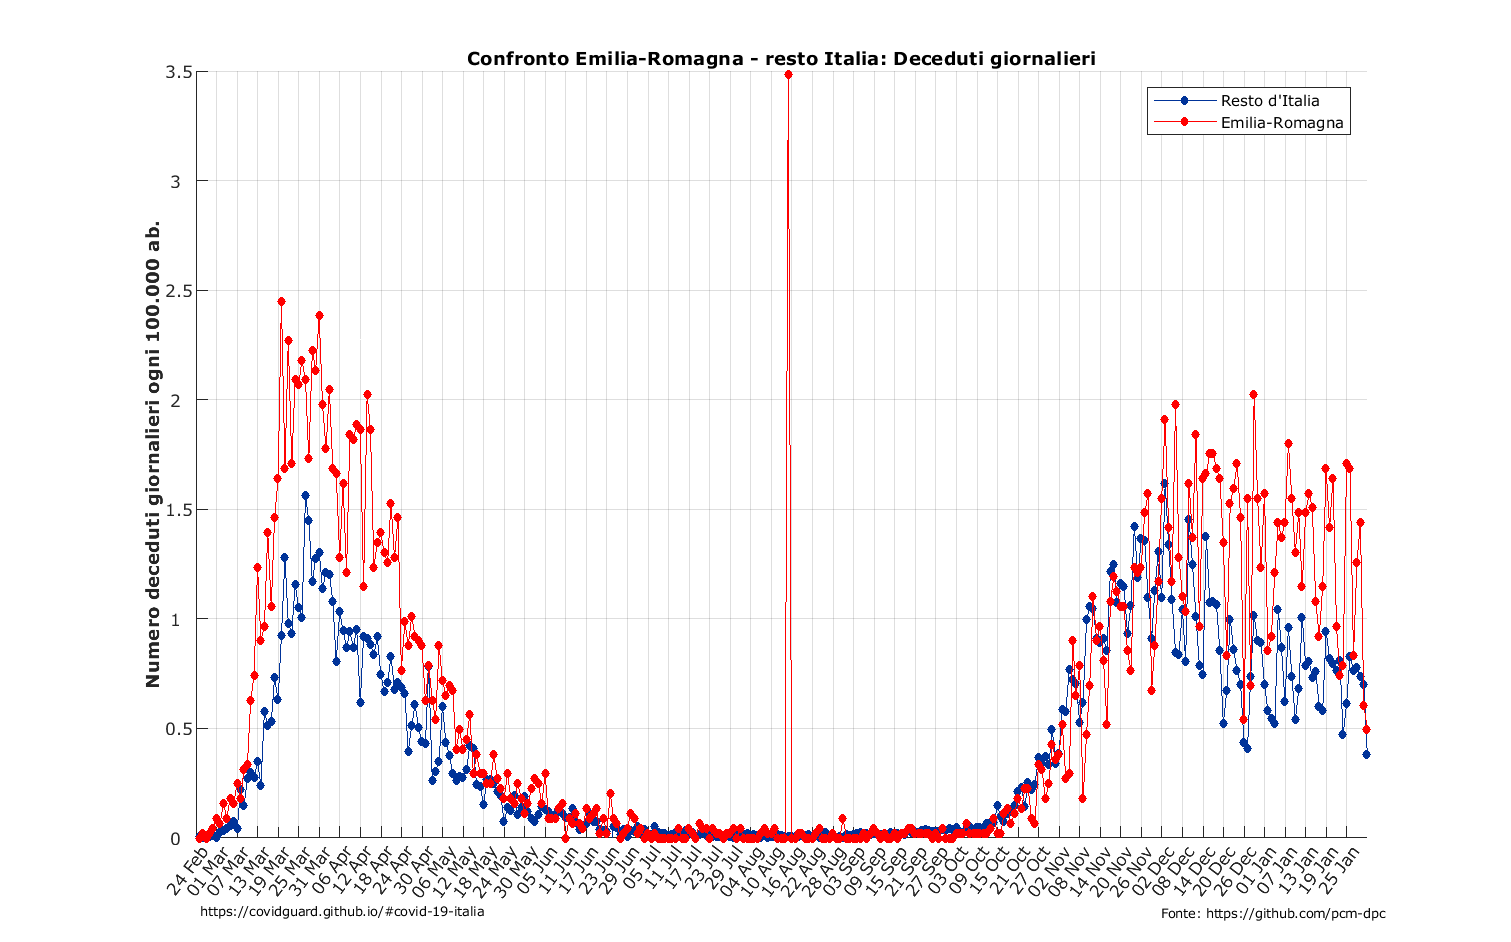 Confronto Emilia-Romagna - resto Italia: Deceduti giornalieri
Numero deceduti giornalieri ogni 100.000 ab.
3.5
3
2.5
2
1.5
1
0.5
0
Resto d'Italia
Emilia-Romagna
24 Feb
01 Mar
07 Mar
13 Mar
19 Mar
25 Mar
31 Mar
06 Apr
12 Apr
18 Apr
24 Apr
30 Apr
06 May
12 May
18 May
24 May
30 May
05 Jun
11 Jun
17 Jun
23 Jun
29 Jun
05 Jul
11 Jul
17 Jul
23 Jul
29 Jul
04 Aug
10 Aug
16 Aug
22 Aug
28 Aug
03 Sep
09 Sep
15 Sep
21 Sep
27 Sep
03 Oct
09 Oct
15 Oct
21 Oct
27 Oct
02 Nov
08 Nov
14 Nov
20 Nov
26 Nov
02 Dec
08 Dec
14 Dec
20 Dec
26 Dec
01 Jan
07 Jan
13 Jan
19 Jan
25 Jan
https://covidguard.github.io/#covid-19-italia
Fonte: https://github.com/pcm-dpc